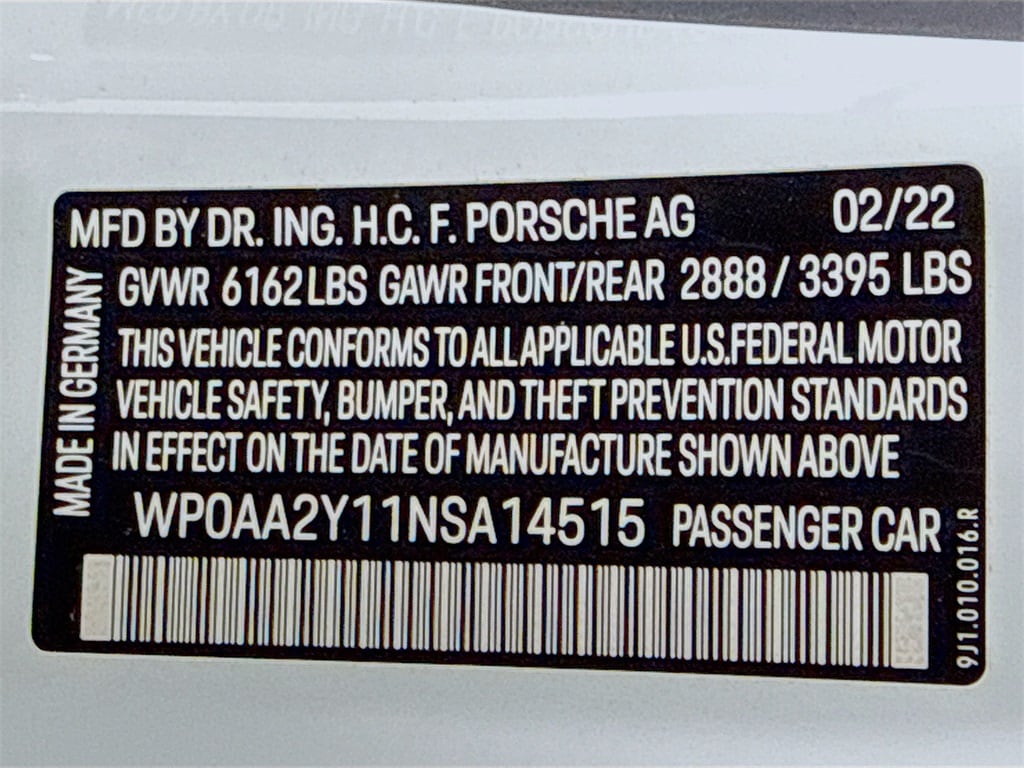 MFD BY DR. ING. H.C. F. PORSCHE AG 02/22
GVWR 6162 LBS GAWR FRONT/REAR 2888 / 3395 LBS
THIS VEHICLE CONFORMS TO ALL APPLICABLE U.S.FEDERAL MOTOR
VEHICLE SAFETY, BUMPER, AND THEFT PREVENTION STANDARDS
IN EFFECT ON THE DATE OF MANUFACTURE SHOWN ABOVE
WP0AA2Y11NSA14515 PASSENGER CAR
MADE IN GERMANY
9J1.010.016.R